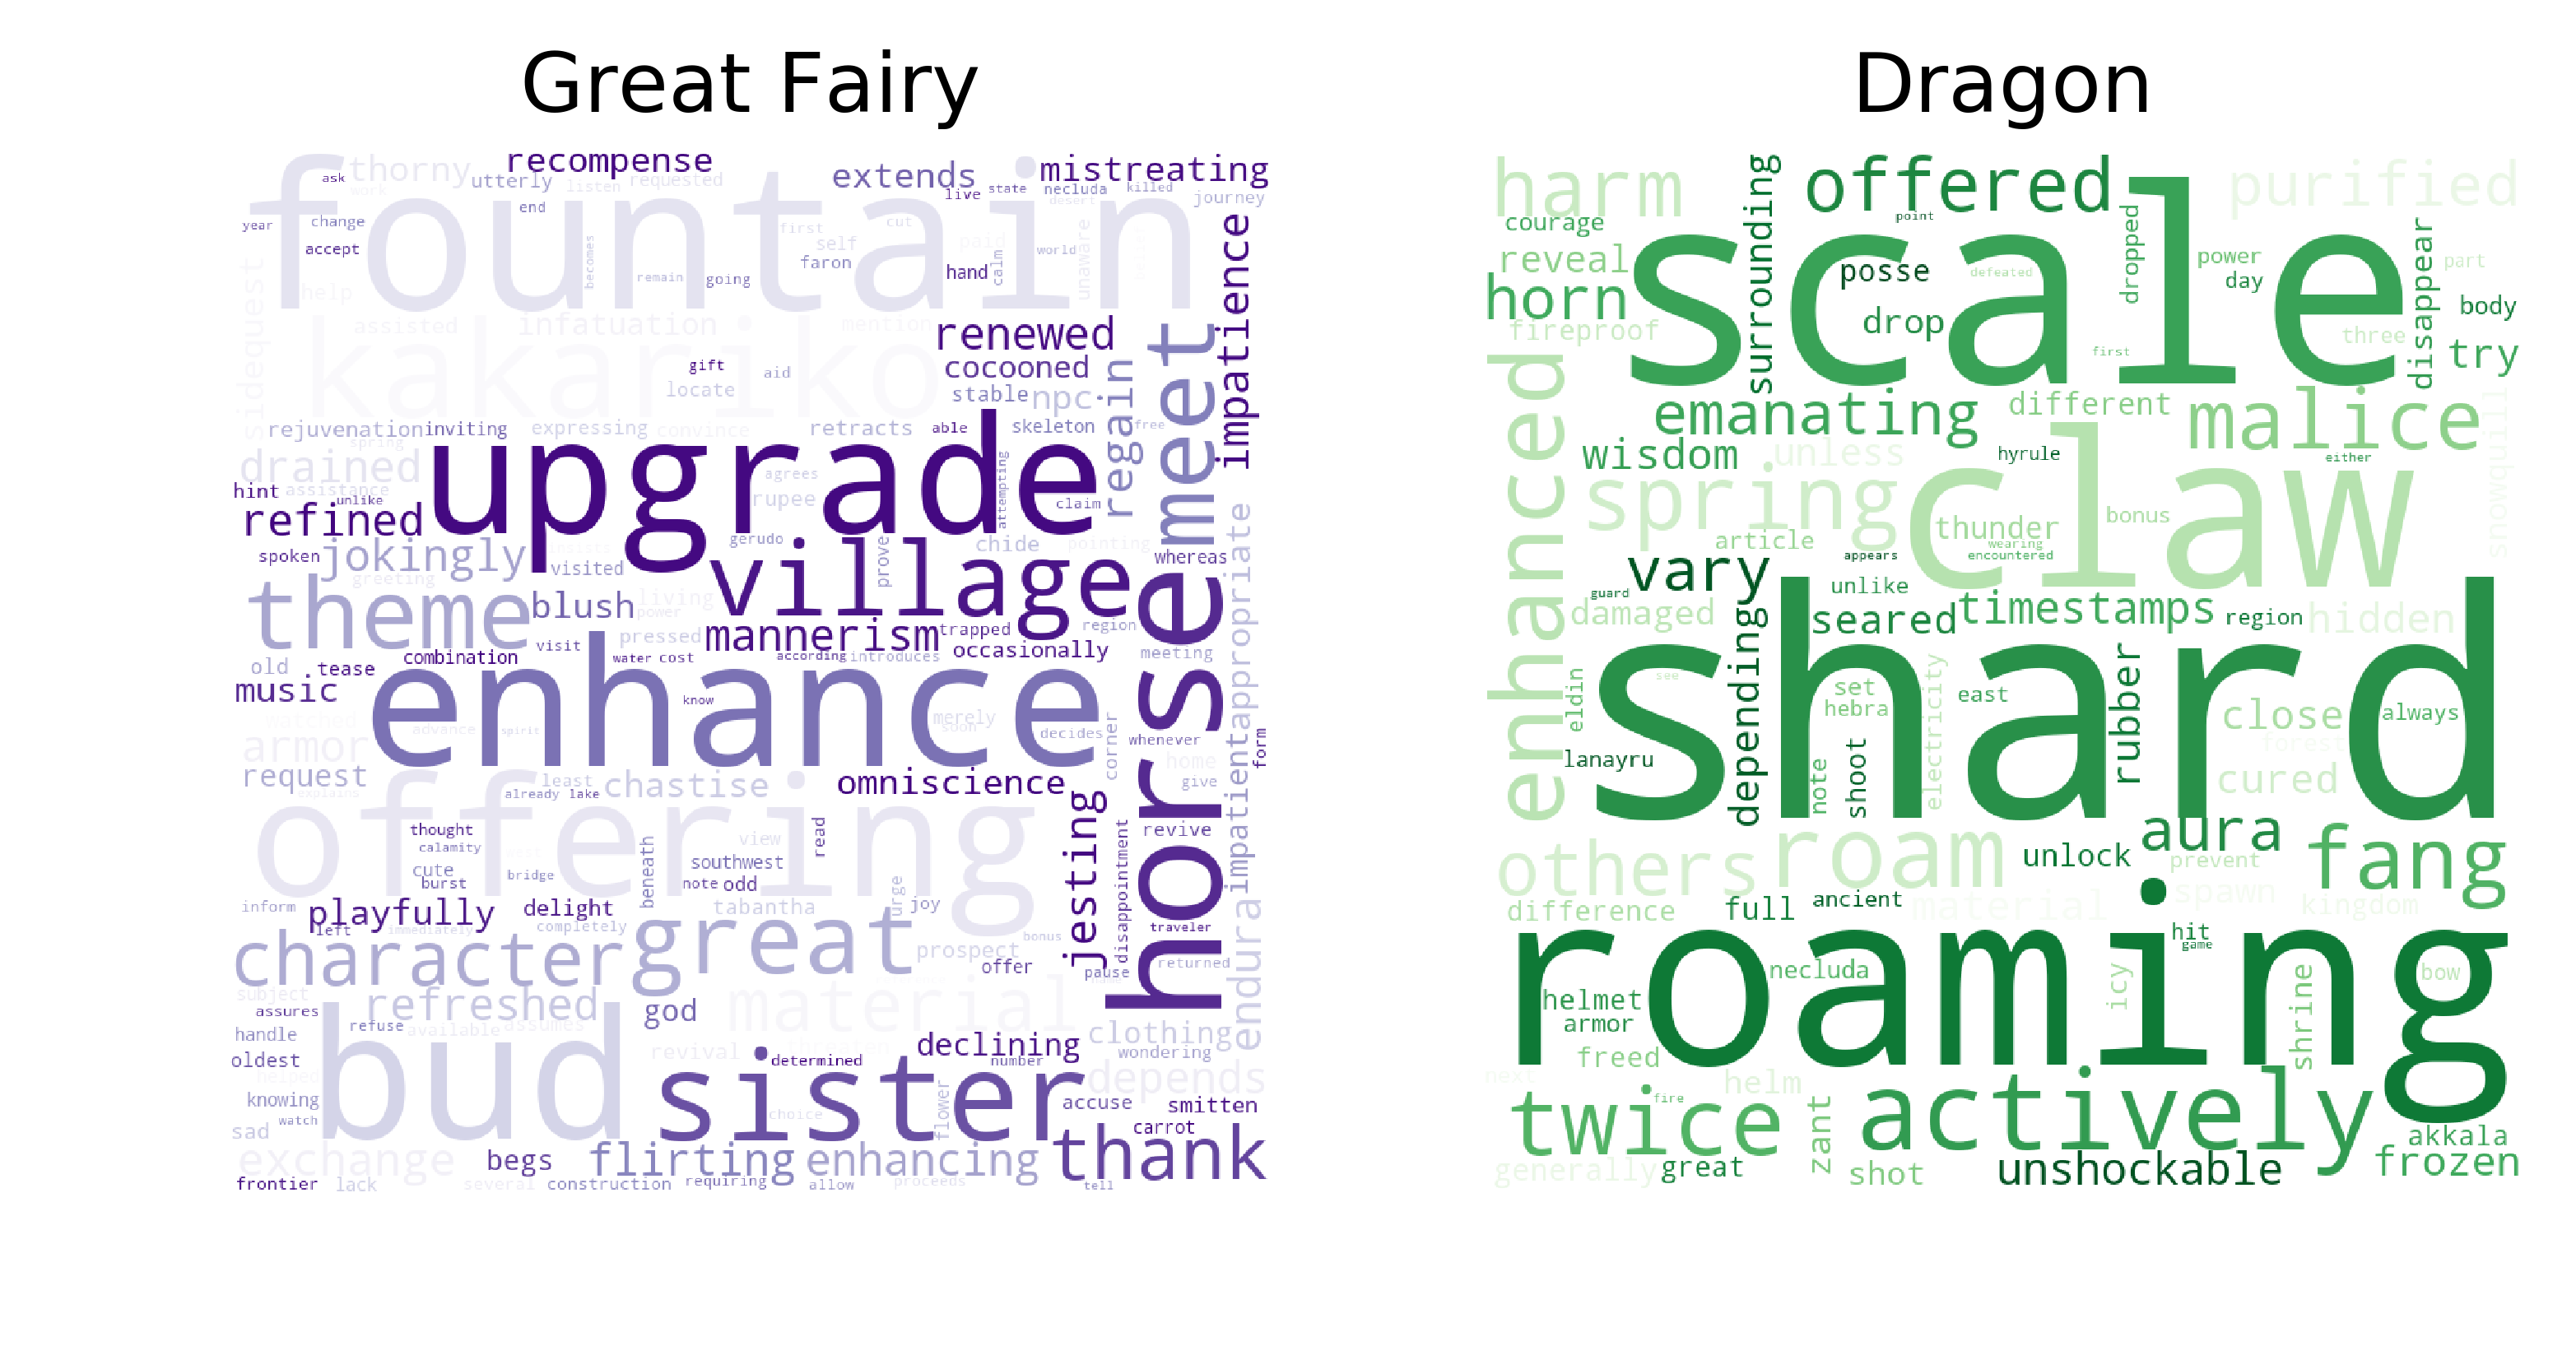 Great Fairy
fountain
thorny
recompense
extends
mistreating
ask
work
utterly
listen
requested
live
state
necluda
killed
desert
journey
end
year
change
accept
first
cut
self
faron
paid
world
unaware
becomes
remain
going
hand
calm
sidequest
help
kakariko
assisted
infatuation
mention
renewed
impatience
meet
gift
aid
locate
cocooned
stable
npc
regain
rejuvenation
inviting
expressing
convince
retracts
able
skeleton
free
spring
upgrade
drained
hint
assistance
unlike
agrees
rupee
attempting
claim
refined
jokingly
spoken
greeting
visited
gerudo
prove
chide
pointing
whereas
village
theme
blush
living
power
pressed
mannerism
trapped
region
occasionally
horse
appropriate
old
tease
combination
visit
water
cost
according
introduces
meeting
music
enhance
know
merely
soon
decides
whenever
corner
watched
advance
spirit
armor
request
home
form
give
explains
least
already
lake
chastise
omniscience
offering
jesting
impatient
revive
disappointment
thought
calamity
cute
burst
bridge
beneath
view
southwest
note
odd
read
inform
playfully
delight
tabantha
urge
joy
left
immediately
completely
bonus
traveler
character
great
prospect
offer
pause
returned
endura
subject
assures
refreshed
god
material
handle
refuse
available
assumes
clothing
oldest
bud
revival
threaten
declining
wondering
helped
determined
number
depends
sister
knowing
watch
choice
flower
accuse
smitten
sad
carrot
exchange
begs
flirting
enhancing
thank
frontier
lack
several
construction
requiring
allow
proceeds
tell
Dragon
harm
offered
purified
surrounding
courage
point
scale
dropped
disappear
reveal
posse
defeated
power
part
day
horn
drop
body
fireproof
first
three
try
enhanced
emanating
different
malice
snowquill
wisdom
unless
hyrule
either
spring
claw
thunder
bonus
article
wearing
encountered
appears
vary
unlike
guard
damaged
seared
timestamps
region
hidden
depending
shard
rubber
eldin
see
set
hebra
electricity
east
close
always
forest
lanayru
note
shoot
cured
others
roam
aura
unlock
prevent
fang
difference
full
ancient
material
spawn
kingdom
roaming
hit
game
necluda
icy
bow
helmet
armor
shrine
freed
next
helm
twice
fire
zant
actively
akkala
generally
great
shot
unshockable
frozen